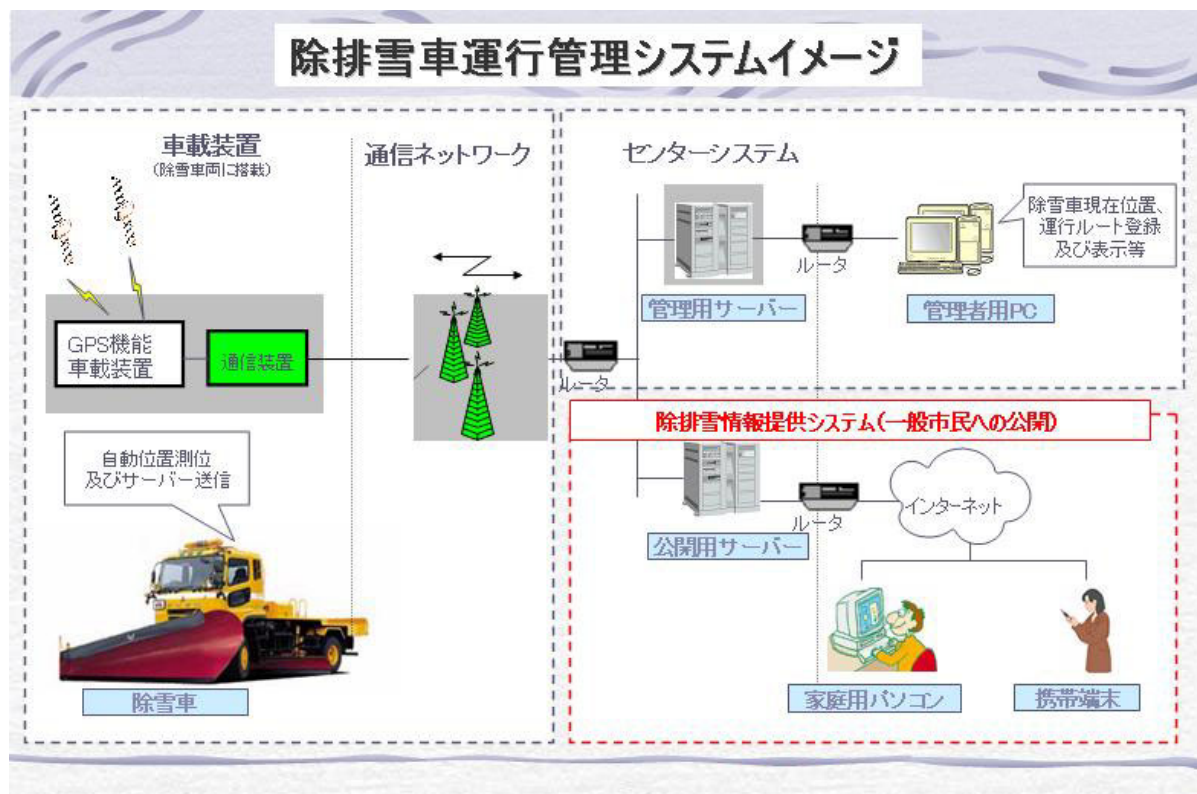 除排雪車運行管理システムイメージ
車載装置
(除雪車両に搭載)
通信ネットワーク
GPS機能
車載装置
通信装置
自動位置測位
及びサーバー送信
除雪車
ルータ
センターシステム
管理用サーバー
ルータ
管理者用PC
除雪車現在位置、
運行ルート登録
及び表示等
除排雪情報提供システム(一般市民への公開)
公開用サーバー
ルータ
インターネット
家庭用パソコン
携帯端末